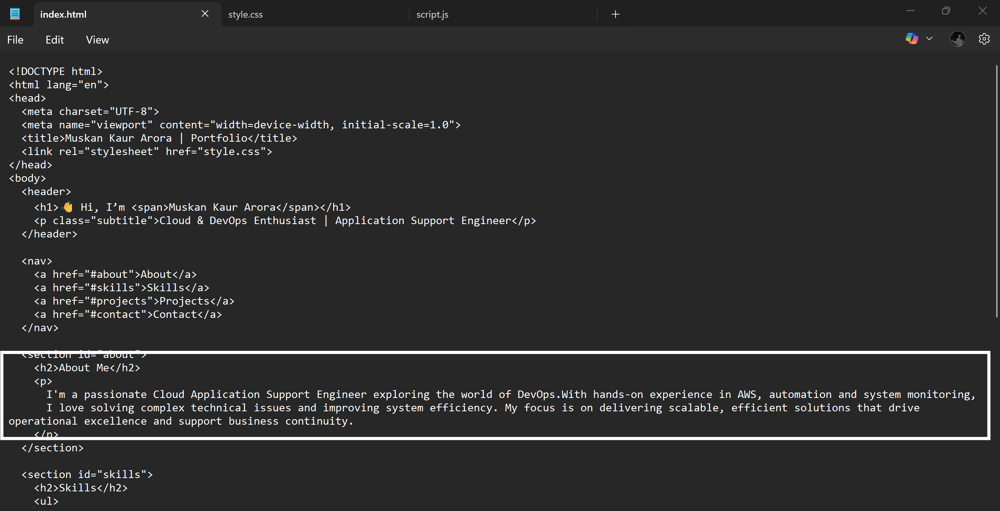 index.html
style.css
script.js
File Edit View
<!DOCTYPE html>
<html lang="en">
<head>
  <meta charset="UTF-8">
  <meta name="viewport" content="width=device-width, initial-scale=1.0">
  <title>Muskan Kaur Arora | Portfolio</title>
  <link rel="stylesheet" href="style.css">
</head>
<body>
  <header>
    <h1>👋 Hi, I’m <span>Muskan Kaur Arora</span></h1>
    <p class="subtitle">Cloud & DevOps Enthusiast | Application Support Engineer</p>
  </header>

  <nav>
    <a href="#about">About</a>
    <a href="#skills">Skills</a>
    <a href="#projects">Projects</a>
    <a href="#contact">Contact</a>
  </nav>

  <section id="about">
    <h2>About Me</h2>
    <p>
      I'm a passionate Cloud Application Support Engineer exploring the world of DevOps.With hands-on experience in AWS, automation and system monitoring,
      I love solving complex technical issues and improving system efficiency. My focus is on delivering scalable, efficient solutions that drive
operational excellence and support business continuity.
    </p>
  </section>

  <section id="skills">
    <h2>Skills</h2>
    <ul>